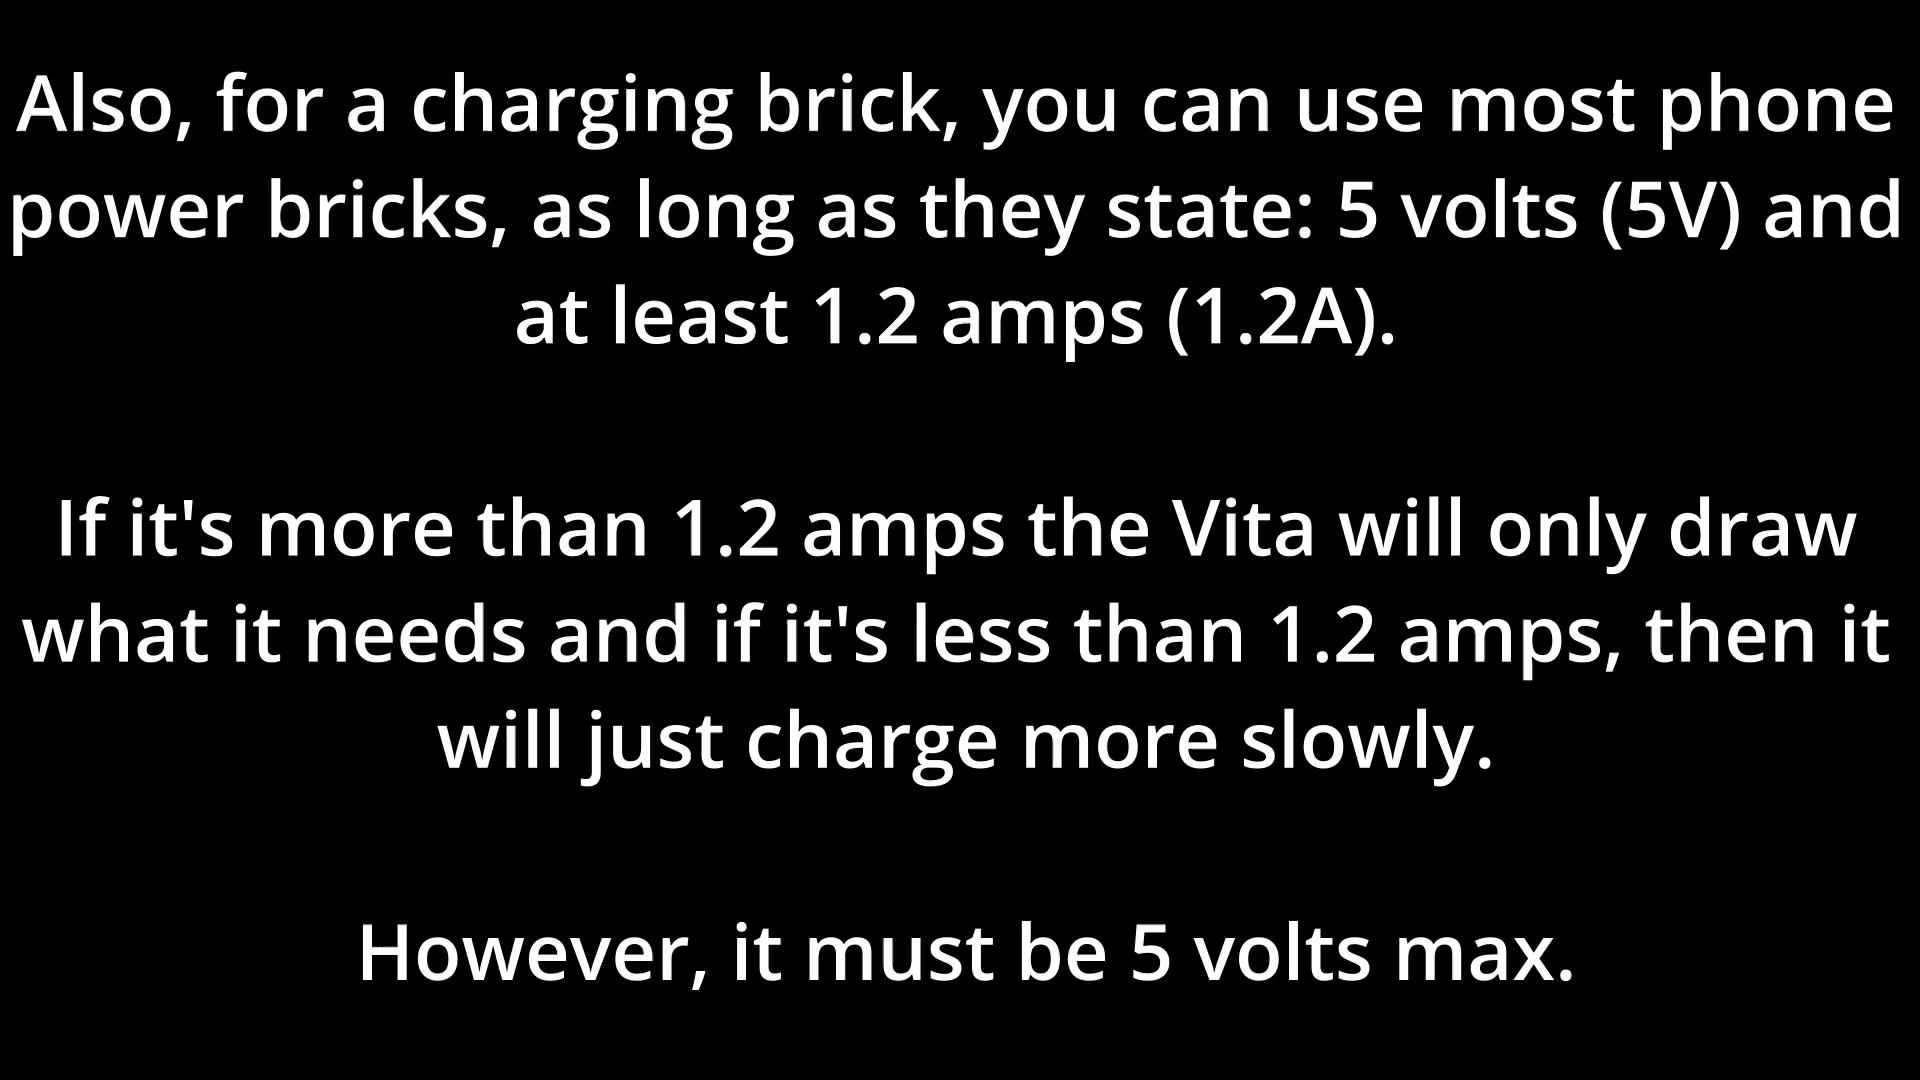 Also, for a charging brick, you can use most phone
power bricks, as long as they state: 5 volts (5V) and
at least 1.2 amps (1.2A).
If it's more than 1.2 amps the Vita will only draw
what it needs and if it's less than 1.2 amps, then it
will just charge more slowly.
However, it must be 5 volts max.